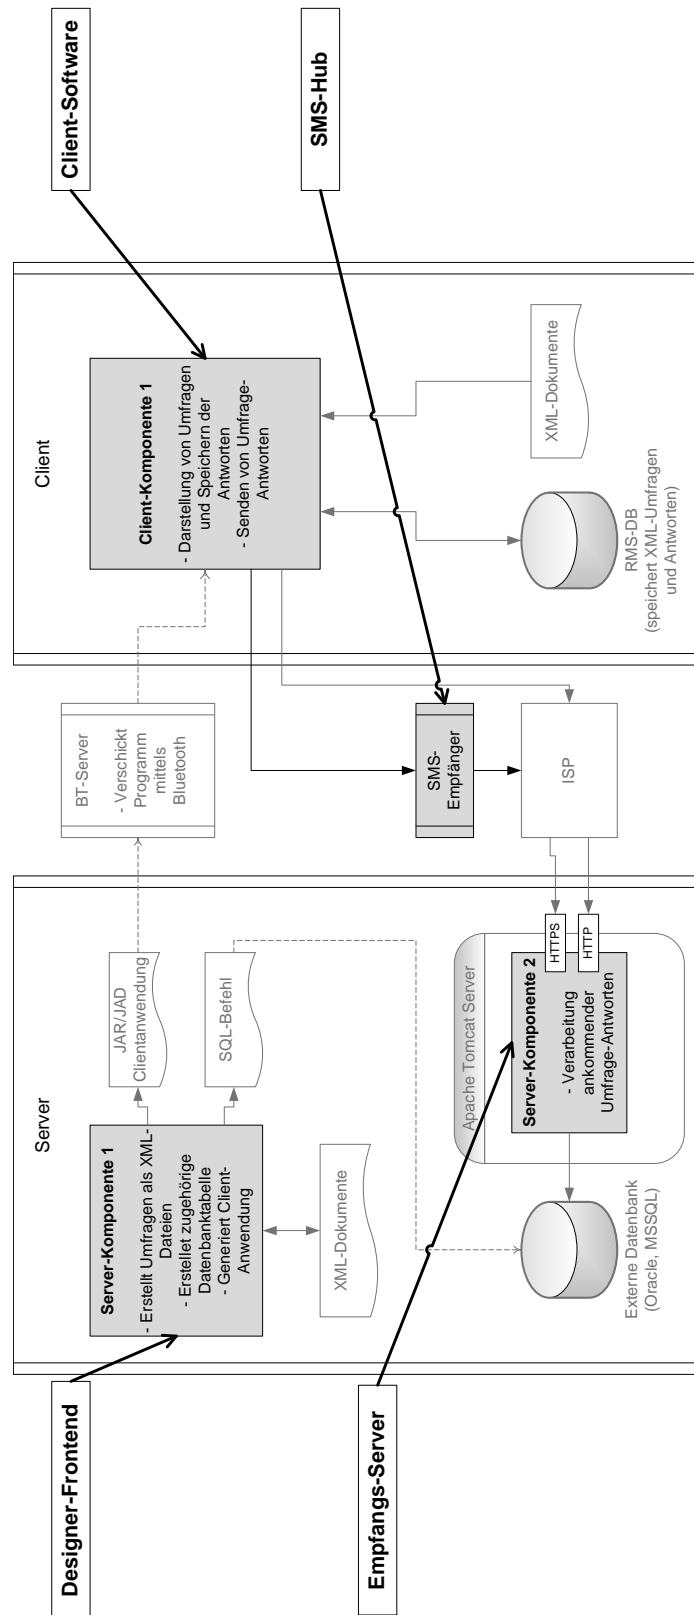 Designer-Frontend
Empfangs-Server
Client-Software
SMS-Hub
Server
Server-Komponente 1
- Erstellt Umfragen als XML-
Dateien
- Erstellet zugehörige
Datenbanktabelle
- Generiert Client-
Anwendung
JAR/JAD
Clientanwendung
SQL-Befehl
XML-Dokumente
Apache Tomcat Server
Server-Komponente 2
- Verarbeitung
ankommender
Umfrage-Antworten
HTTPS
HTTP
Externe Datenbank
(Oracle, MSSQL)
BT-Server
- Verschickt
Programm
mittels
Bluetooth
SMS-
Empfänger
ISP
Client
Client-Komponente 1
- Darstellung von Umfragen
und Speichern der
Antworten
- Senden von Umfrage-
Antworten
RMS-DB
(speichert XML-Umfragen
und Antworten)
XML-Dokumente